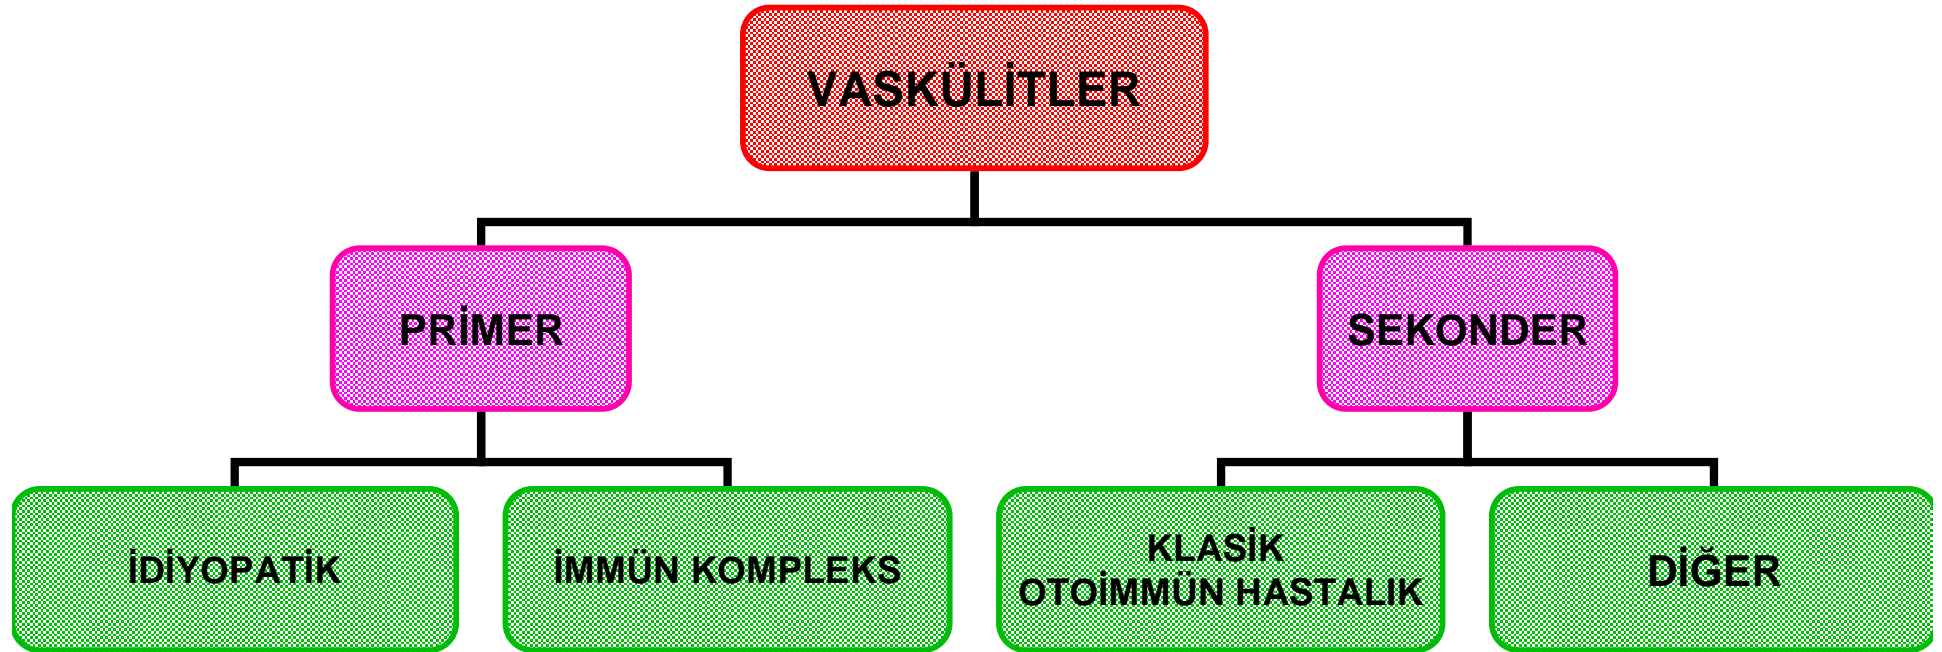 VASKÜLİTLER
PRİMER
SEKONDER
İDİYOPATİK
İMMÜN KOMPLEKS
KLASİK
OTOİMMÜN HASTALIK
DİĞER